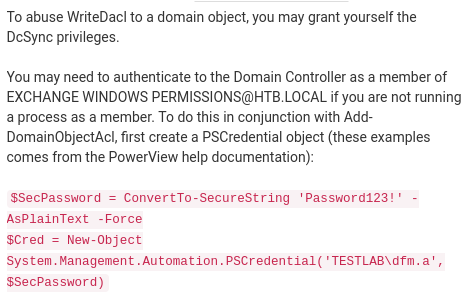 To abuse WriteDacl to a domain object, you may grant yourself the
DcSync privileges.
You may need to authenticate to the Domain Controller as a member of
EXCHANGE WINDOWS PERMISSIONS@HTB.LOCAL if you are not running
a process as a member. To do this in conjunction with Add-
DomainObjectAcl, first create a PSCredential object (these examples
comes from the PowerView help documentation):
$SecPassword = ConvertTo-SecureString 'Password123!' -
AsPlainText -Force
$Cred = New-Object
System.Management.Automation.PSCredential('TESTLAB\dfm.a',
$SecPassword)